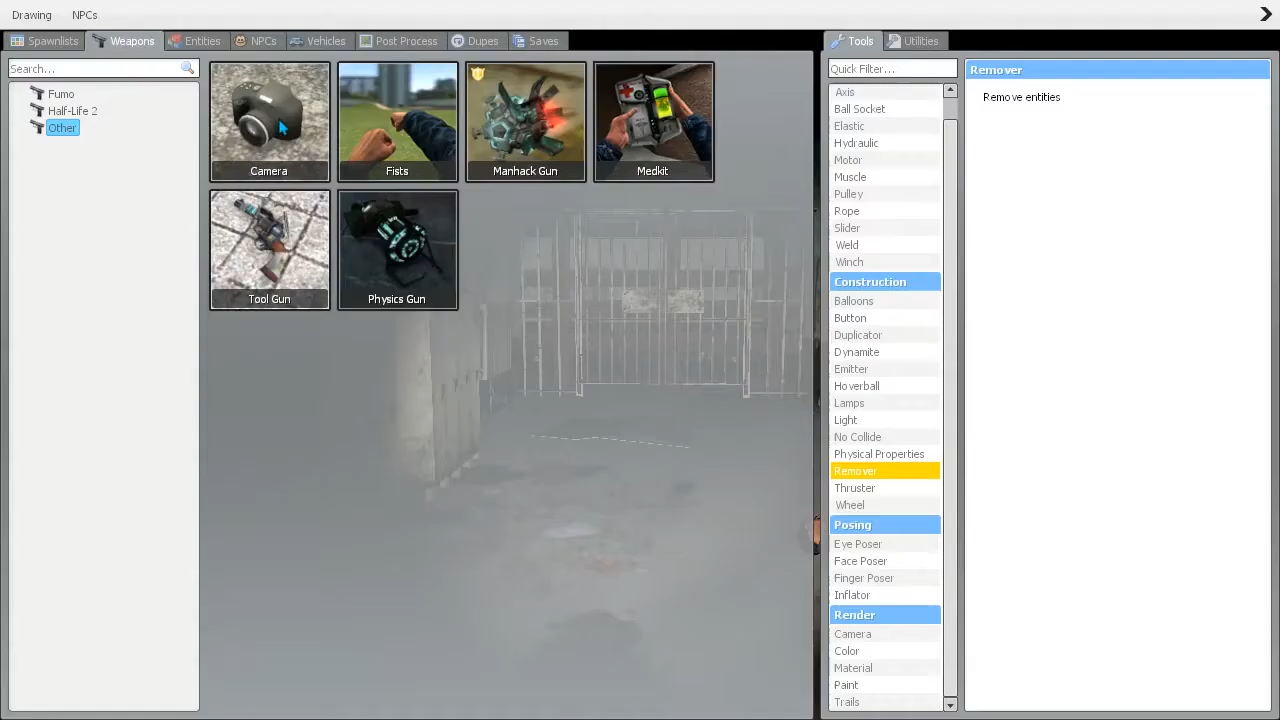 Drawing NPCs
Spawnlists Weapons Entities NPCs Vehicles Post Process Dupes Saves
Search...
Fumo
Half-Life 2
Other
Camera Fists Manhack Gun Medkit
Tool Gun Physics Gun
Tools Utilities
Quick Filter...
Axis
Ball Socket
Elastic
Hydraulic
Motor
Muscle
Pulley
Rope
Slider
Weld
Winch
Construction
Balloons
Button
Duplicator
Dynamite
Emitter
Hoverball
Lamps
Light
No Collide
Physical Properties
Remover
Thruster
Wheel
Posing
Eye Poser
Face Poser
Finger Poser
Inflator
Render
Camera
Color
Material
Paint
Trails
Remover
Remove entities